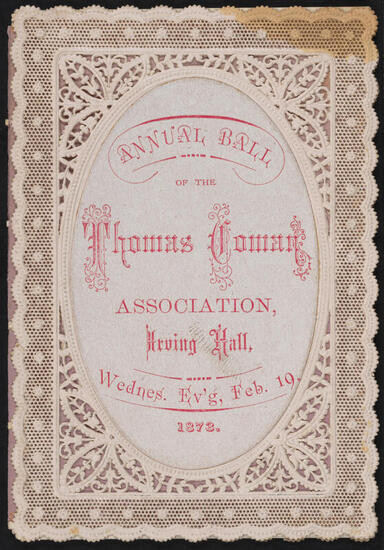 ANNUAL BALL
OF THE
Thomas Coman
ASSOCIATION,
Irving Hall,
Wednes. Ev'g, Feb. 19.
1873.